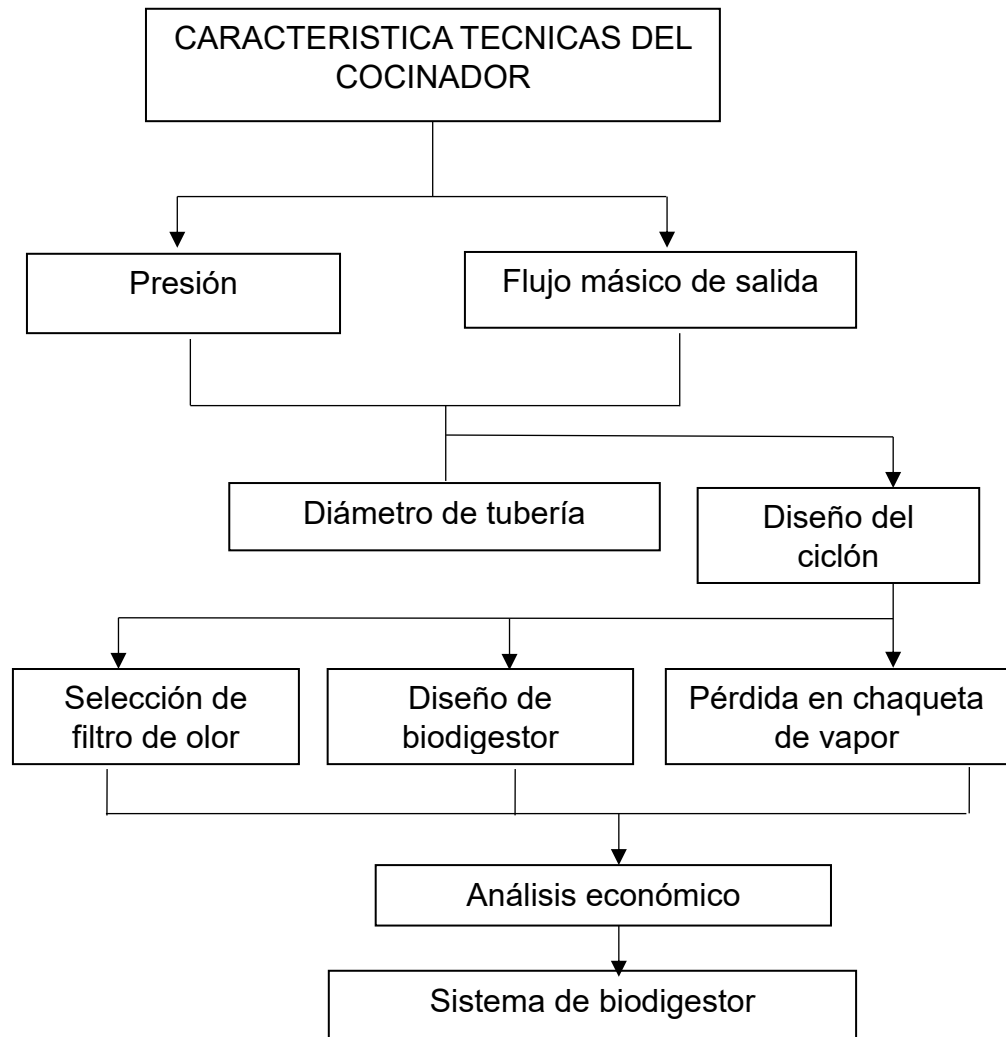 CARACTERISTICA TECNICAS DEL
COCINADOR
Presión
Flujo másico de salida
Diámetro de tubería
Diseño del
ciclón
Selección de
filtro de olor
Diseño de
biodigestor
Pérdida en chaqueta
de vapor
Análisis económico
Sistema de biodigestor